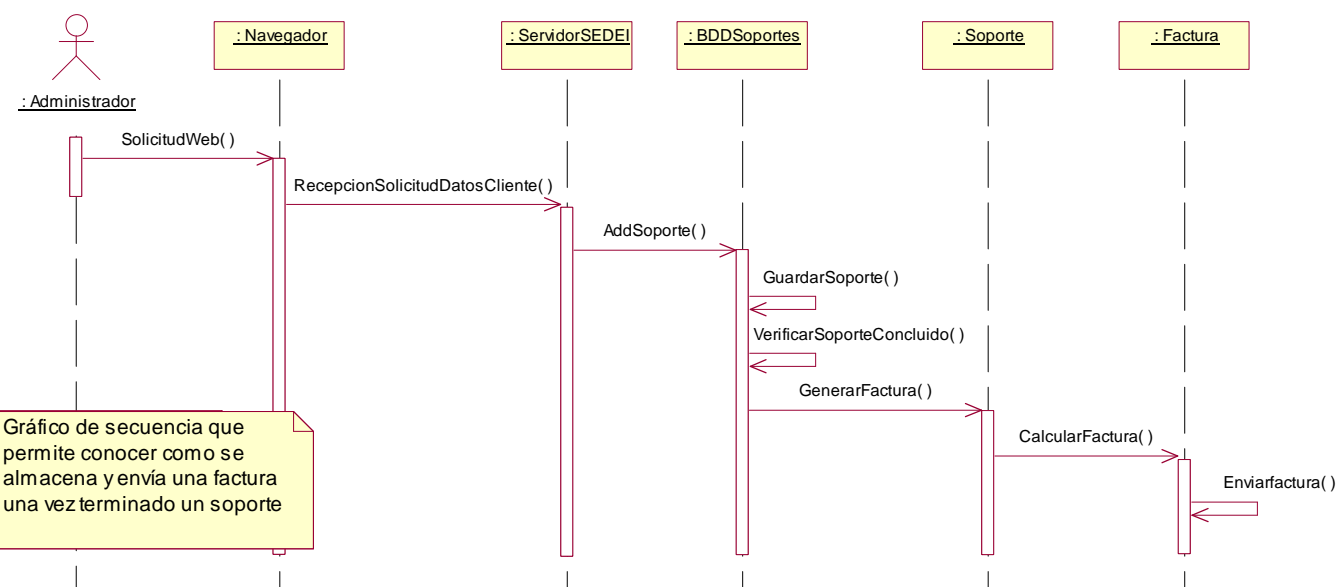 : Navegador
: ServidorSEDEI
: BDDSoportes
: Soporte
: Factura
: Administrador
SolicitudWeb( )
RecepcionSolicitudDatosCliente( )
AddSoporte( )
GuardarSoporte( )
VerificarSoporteConcluido( )
GenerarFactura( )
CalcularFactura( )
Enviarfactura( )
Gráfico de secuencia que
permite conocer como se
almacena y envía una factura
una vez terminado un soporte